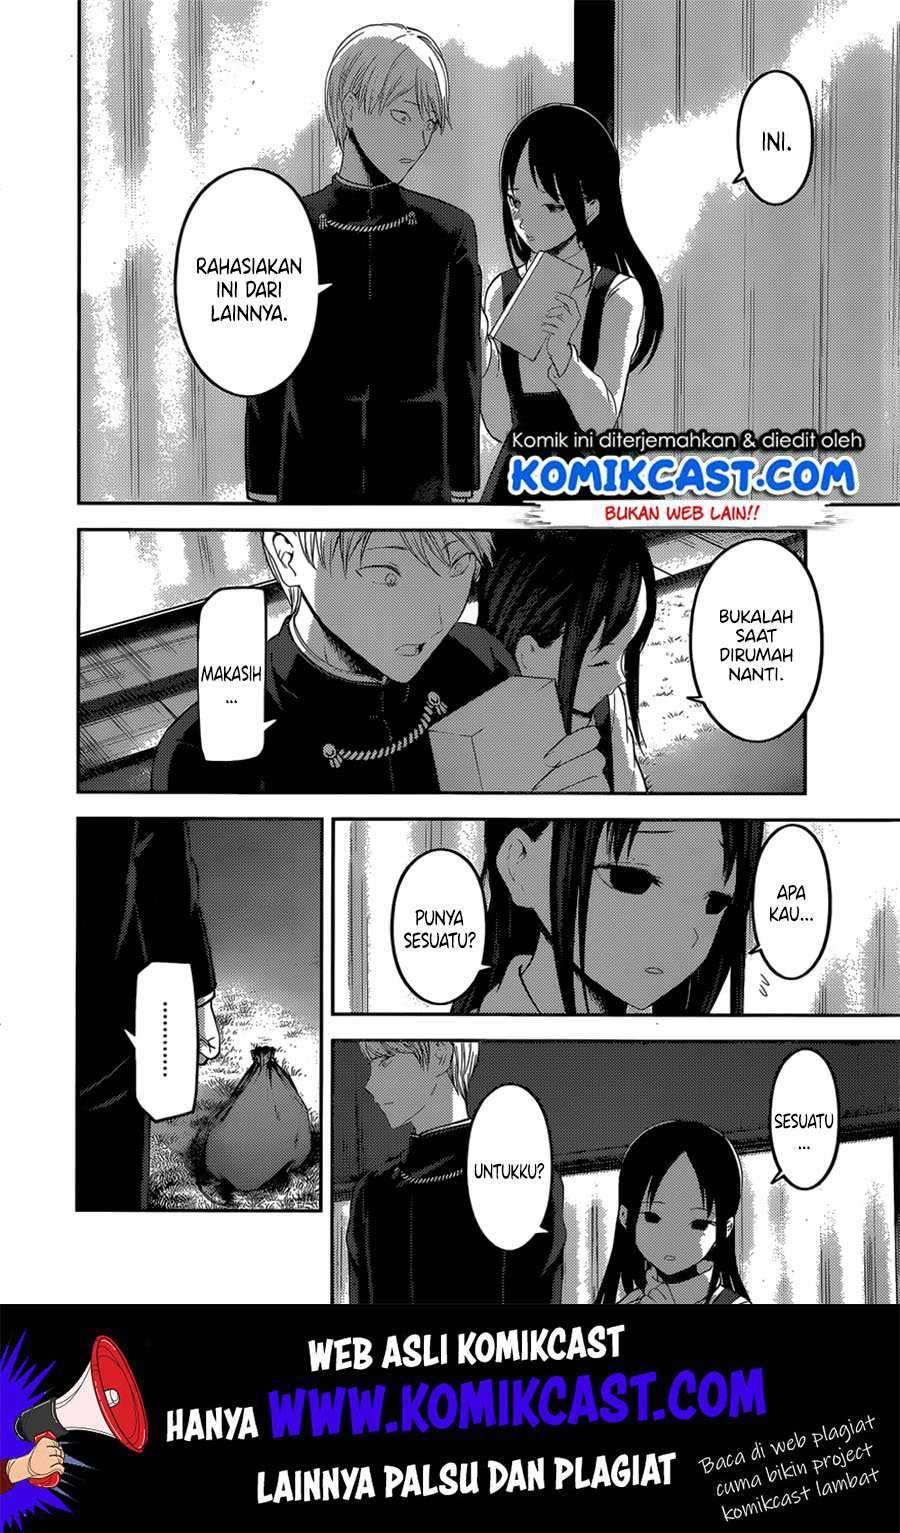 INI.
RAHASIAKAN
INI DARI
LAINNYA.
Komik ini diterjemahkan & diedit oleh
KOMIKCAST.COM
BUKAN WEB LAIN!!
BUKALAH
SAAT
DIRUMAH
NANTI.
MAKASIH
...
APA
KAU...
PUNYA
SESUATU?
...........
SESUATU
...
UNTUKKU?
WEB ASLI KOMIKCAST
HANYA WWW.KOMIKCAST.COM
LAINNYA PALSU DAN PLAGIAT
Baca di web plagiat
cuma bikin project
komikcast lambat